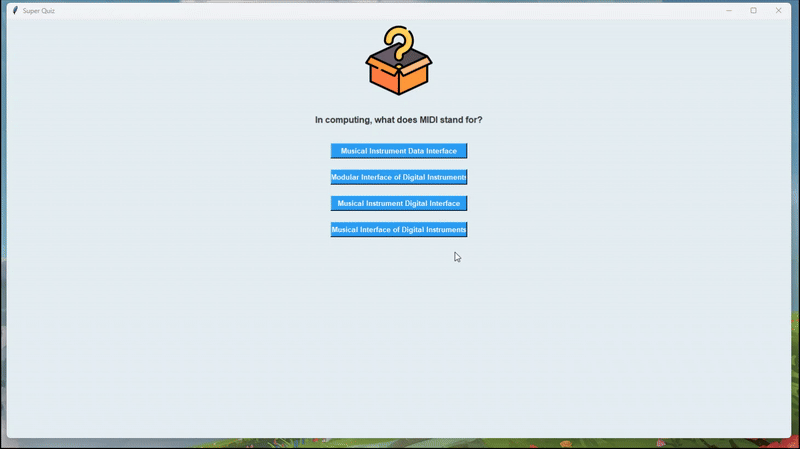 Super Quiz
In computing, what does MIDI stand for?
Musical Instrument Data Interface
Modular Interface of Digital Instruments
Musical Instrument Digital Interface
Musical Interface of Digital Instruments